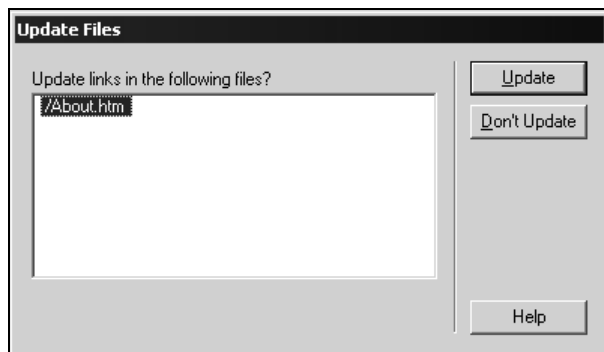 Update Files
Update links in the following files?
/About.htm
Update
Don't Update
Help